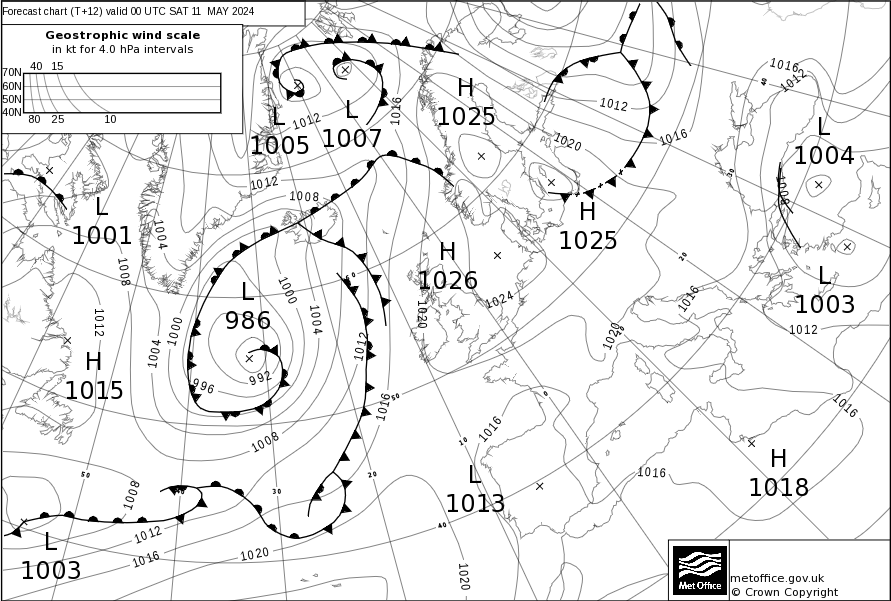 Forecast chart (T+12) valid 00 UTC SAT 11 MAY 2024
Geostrophic wind scale
in kt for 4.0 hPa intervals
40 15
70N
60N
50N
40N
80 25 10
L
1005
L
1007
H
1025
L
1004
L
1001
H
1025
H
1026
L
1003
L
986
H
1015
L
1013
H
1018
L
1003
1012
1016
1012
1016
1012
1020
1016
1012
1008
1008
1004
1008
1000
1004
1024
1020
1016
1020
1012
1012
1000
1004
1012
996
992
1016
1016
1016
1008
1016
1008
1012
1016
1020
1020
40
30
20
60
50
0
10
50
30
20
40
metoffice.gov.uk
© Crown Copyright
Met Office